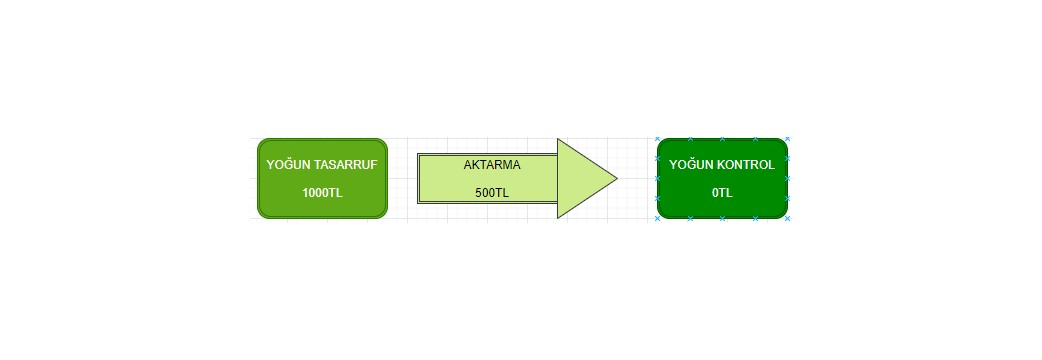 YOĞUN TASARRUF
1000TL
AKTARMA
500TL
YOĞUN KONTROL
0TL